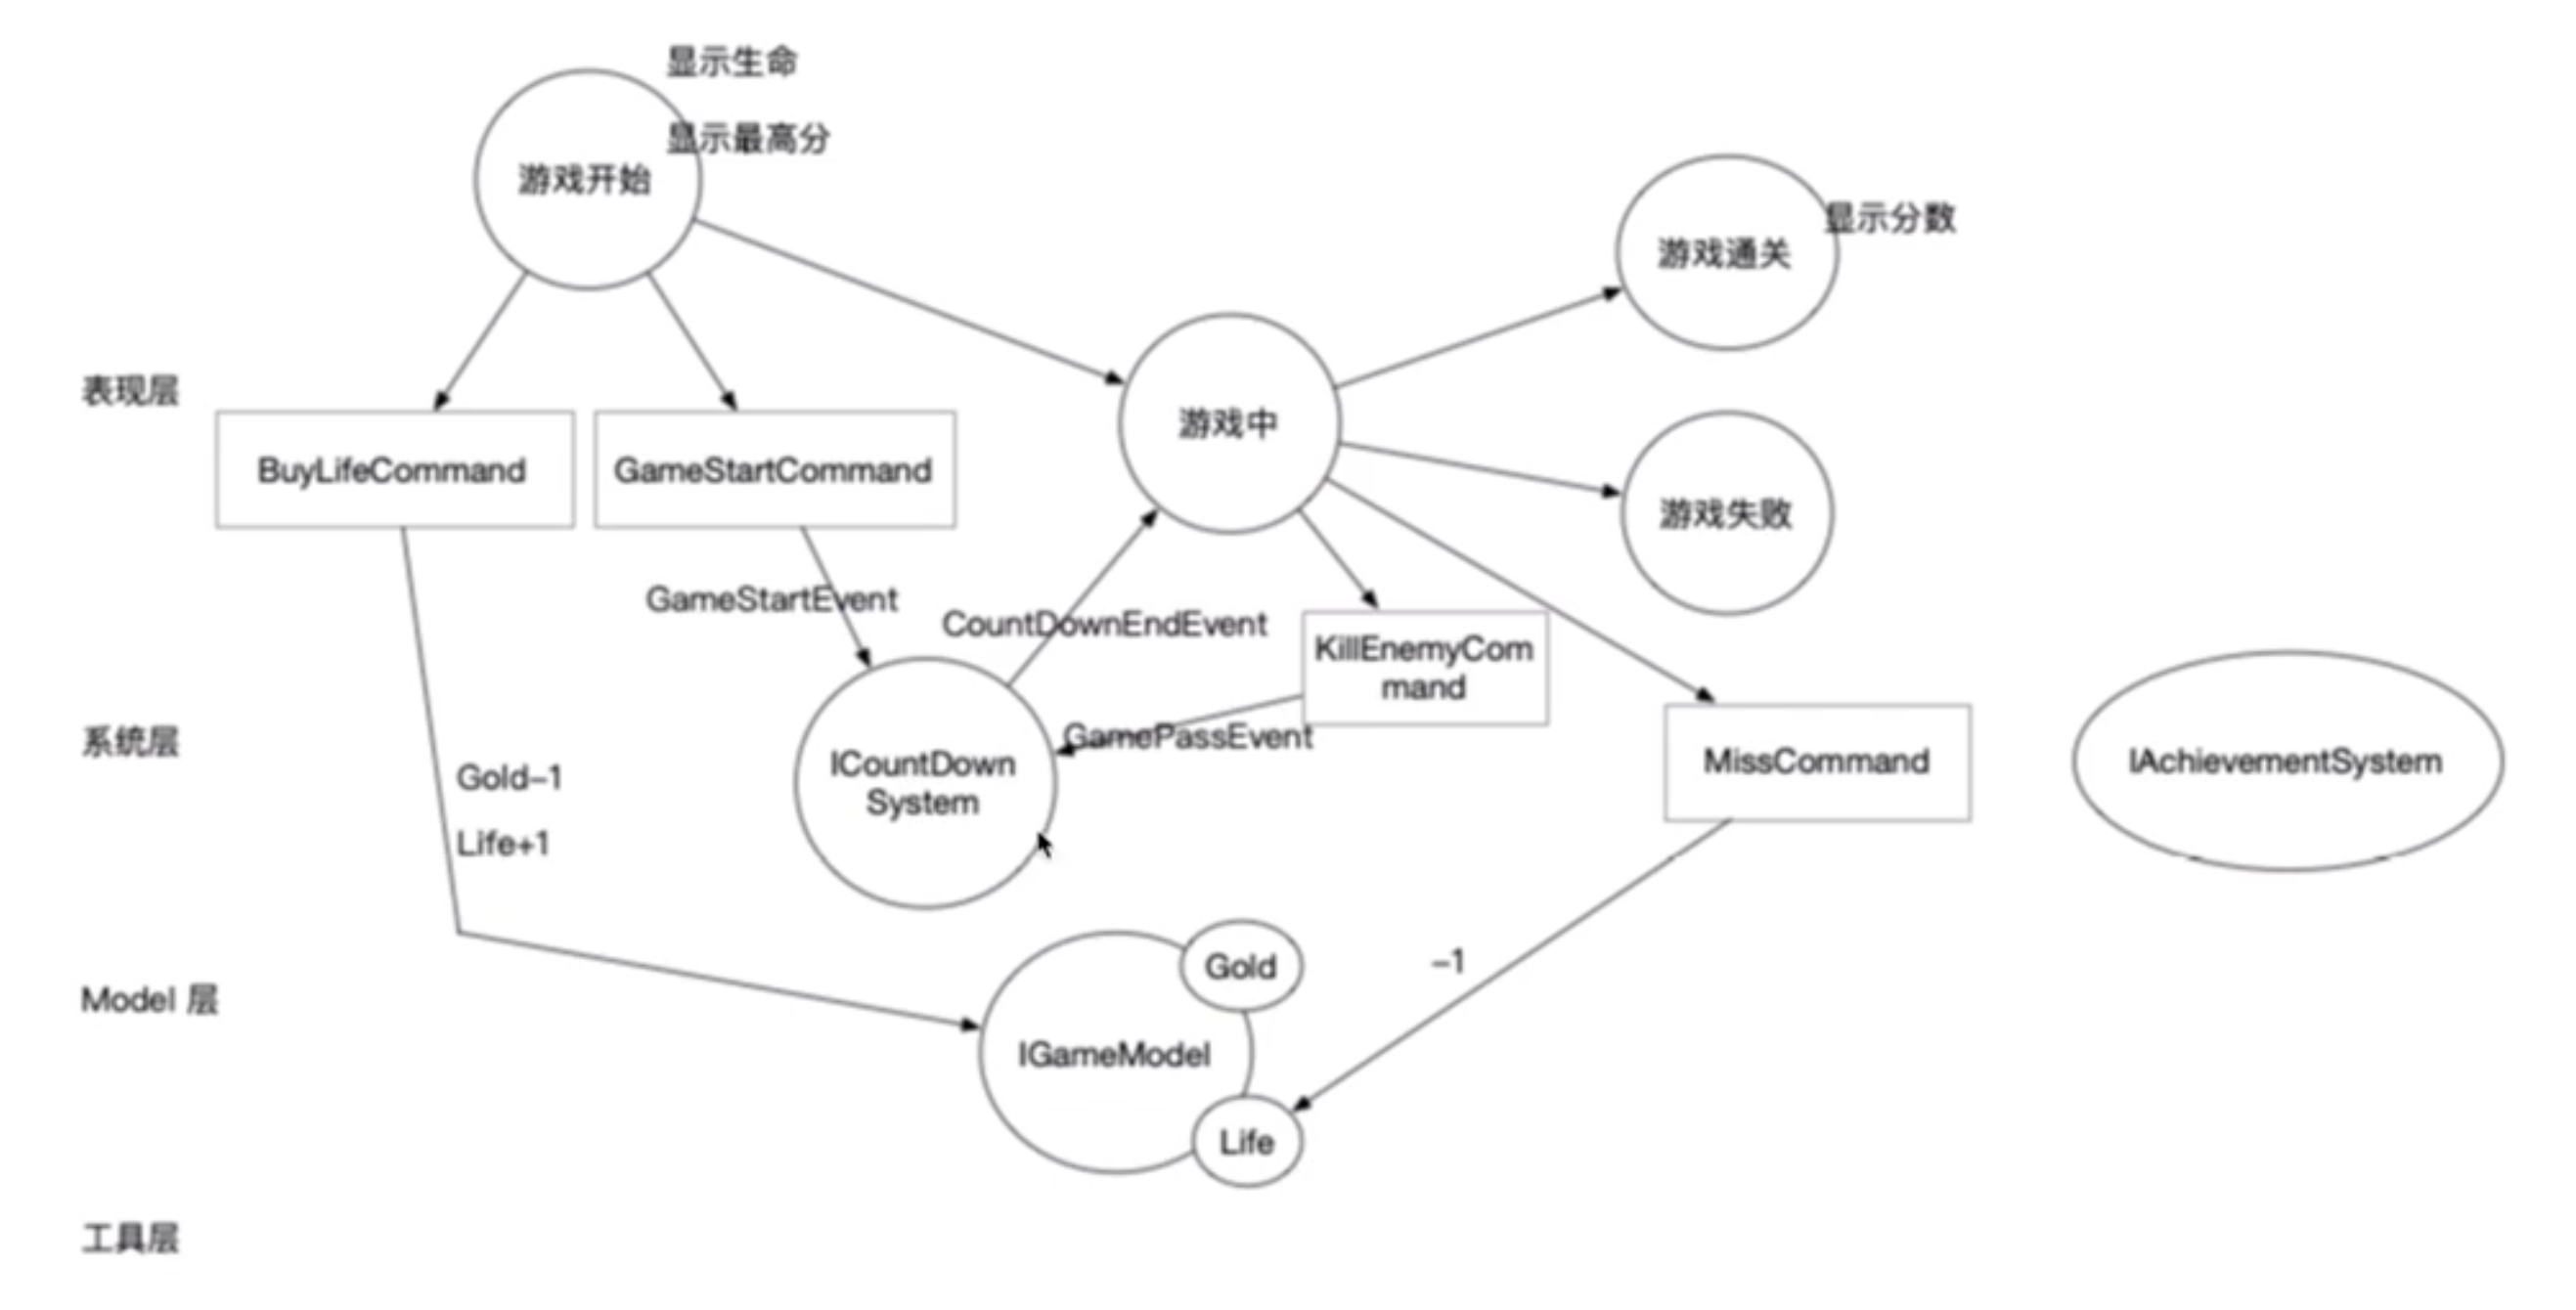 显示生命
显示最高分
游戏开始
显示分数
游戏通关
表现层
游戏中
BuyLifeCommand
GameStartCommand
游戏失败
GameStartEvent
CountDownEndEvent
KillEnemyCom
mand
系统层
GamePassEvent
ICountDown
System
MissCommand
IAchievementSystem
Gold–1
Life+1
Gold
–1
Model 层
IGameModel
Life
工具层